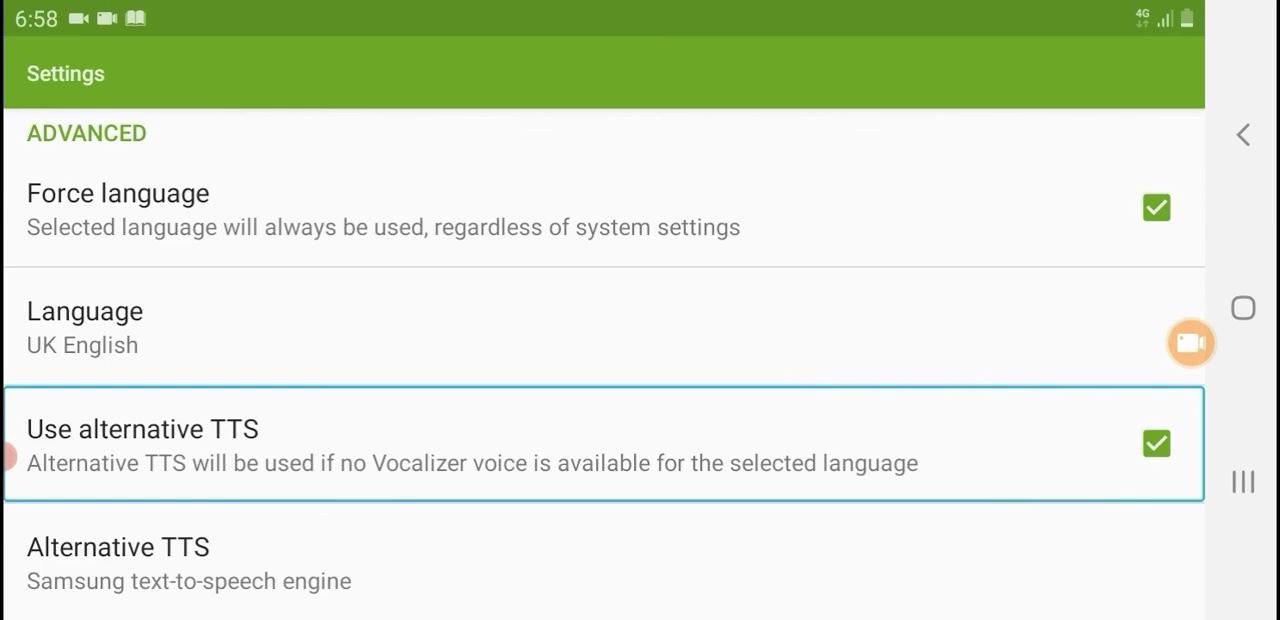 6:58
4G
Settings
ADVANCED
Force language
Selected language will always be used, regardless of system settings
Language
UK English
Use alternative TTS
Alternative TTS will be used if no Vocalizer voice is available for the selected language
Alternative TTS
Samsung text-to-speech engine